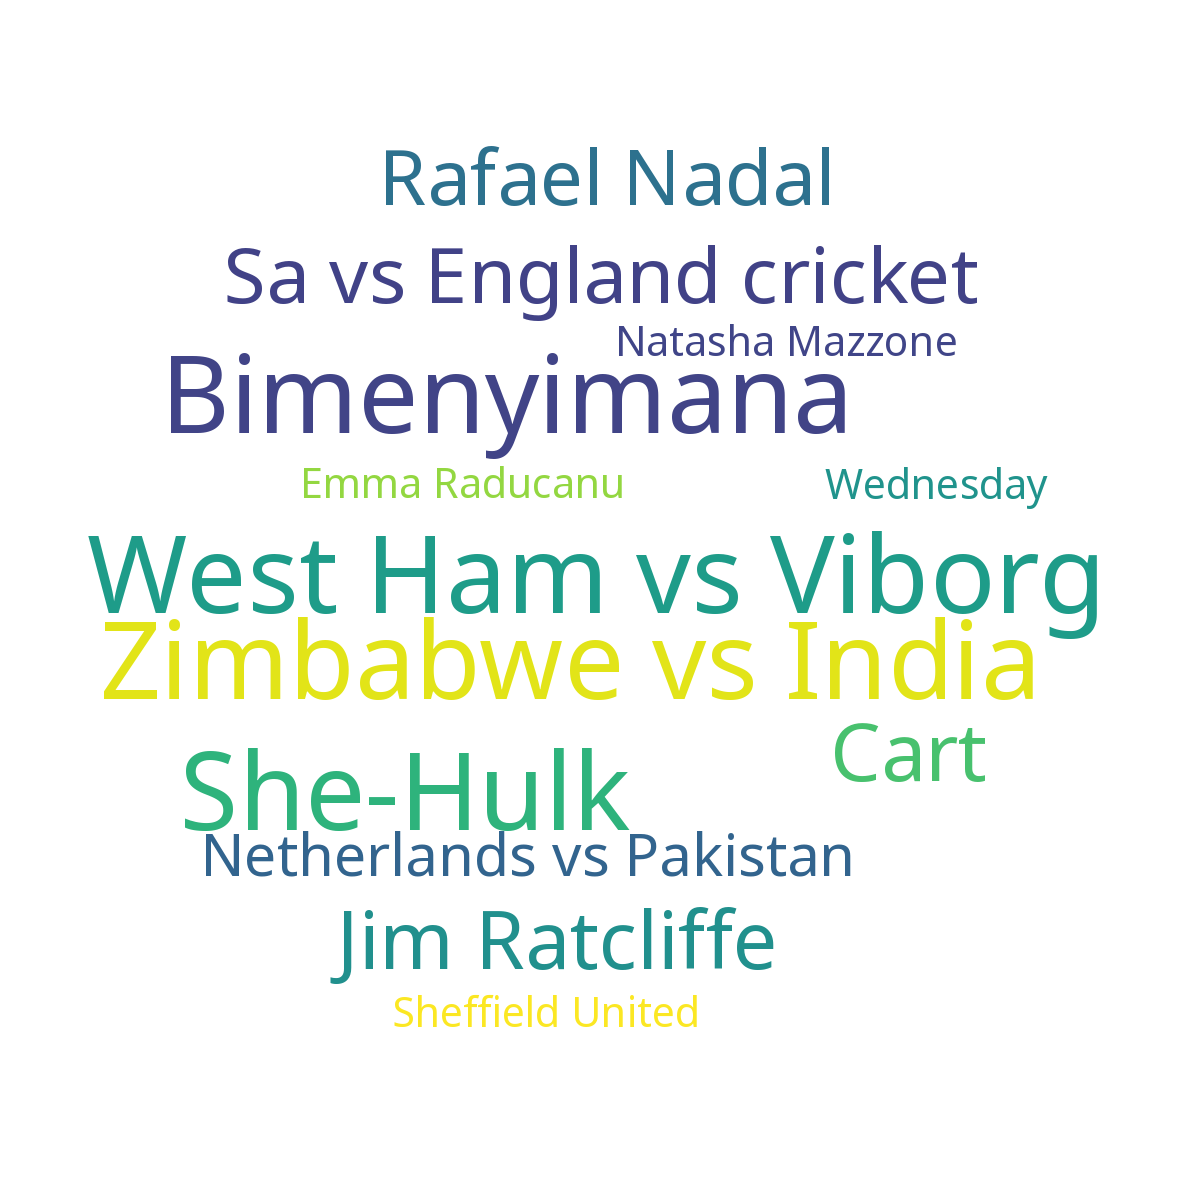 Rafael Nadal
Sa vs England cricket
Natasha Mazzone
Bimenyimana
Emma Raducanu
Wednesday
West Ham vs Viborg
Zimbabwe vs India
Cart
She-Hulk
Netherlands vs Pakistan
Jim Ratcliffe
Sheffield United